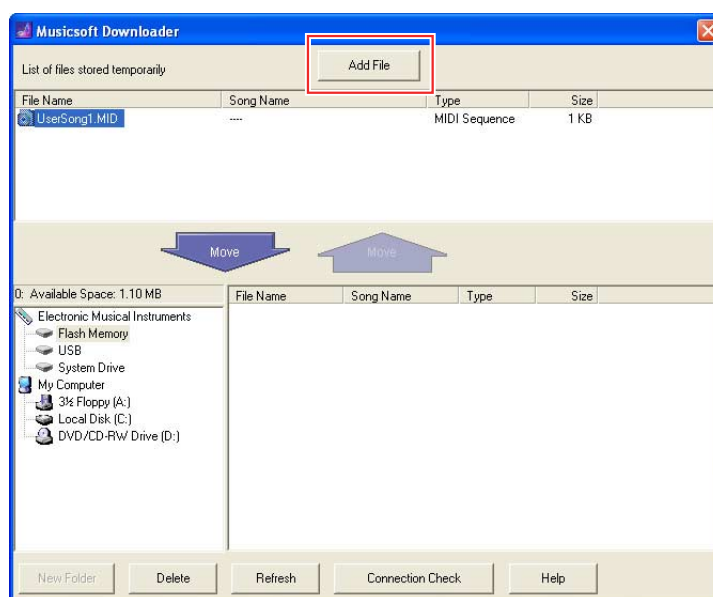 Musicsoft Downloader
List of files stored temporarily
Add File
File Name Song Name Type Size
UserSong1.MID ---- MIDI Sequence 1 KB
Move Move
0: Available Space: 1.10 MB
File Name Song Name Type Size
Electronic Musical Instruments
Flash Memory
USB
System Drive
My Computer
3½ Floppy (A:)
Local Disk (C:)
DVD/CD-RW Drive (D:)
New Folder Delete Refresh Connection Check Help